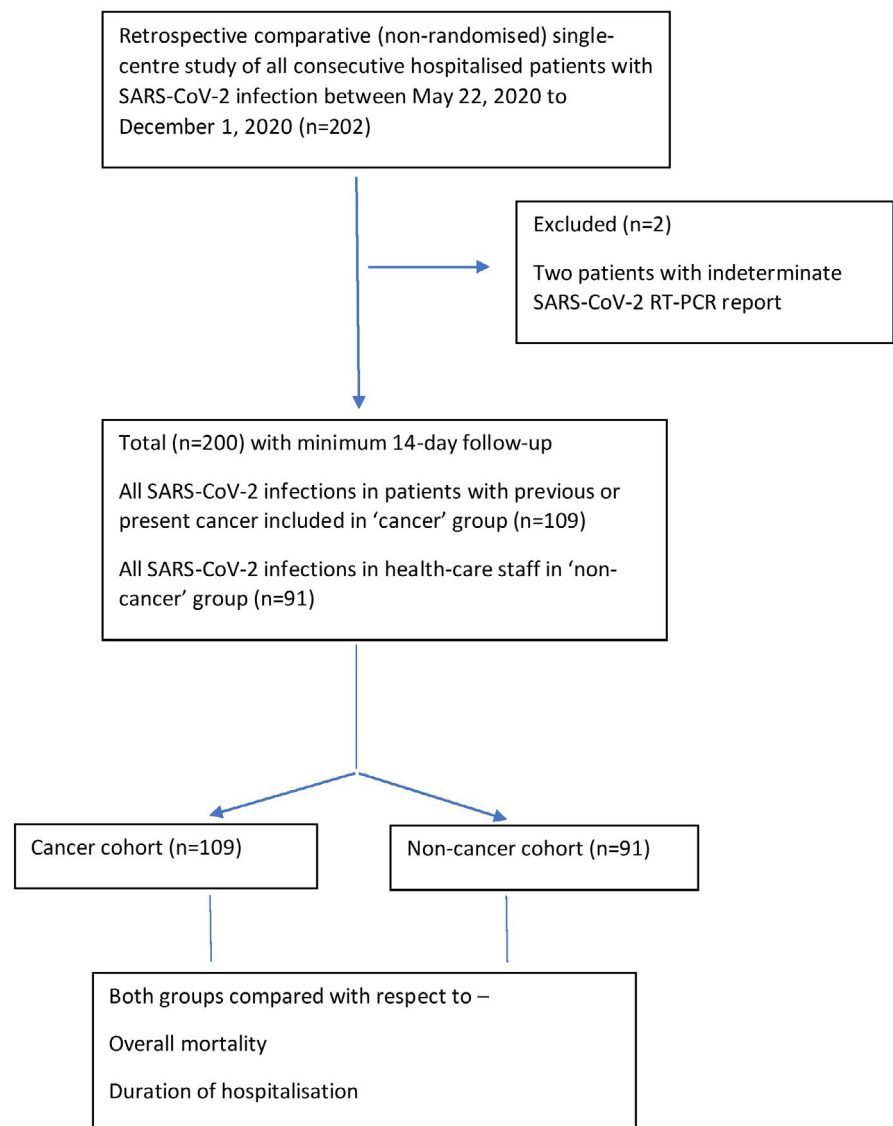 Retrospective comparative (non-randomised) single-
centre study of all consecutive hospitalised patients with
SARS-CoV-2 infection between May 22, 2020 to
December 1, 2020 (n=202)
Excluded (n=2)
Two patients with indeterminate
SARS-CoV-2 RT-PCR report
Total (n=200) with minimum 14-day follow-up
All SARS-CoV-2 infections in patients with previous or
present cancer included in ‘cancer’ group (n=109)
All SARS-CoV-2 infections in health-care staff in ‘non-
cancer’ group (n=91)
Cancer cohort (n=109)
Non-cancer cohort (n=91)
Both groups compared with respect to –
Overall mortality
Duration of hospitalisation